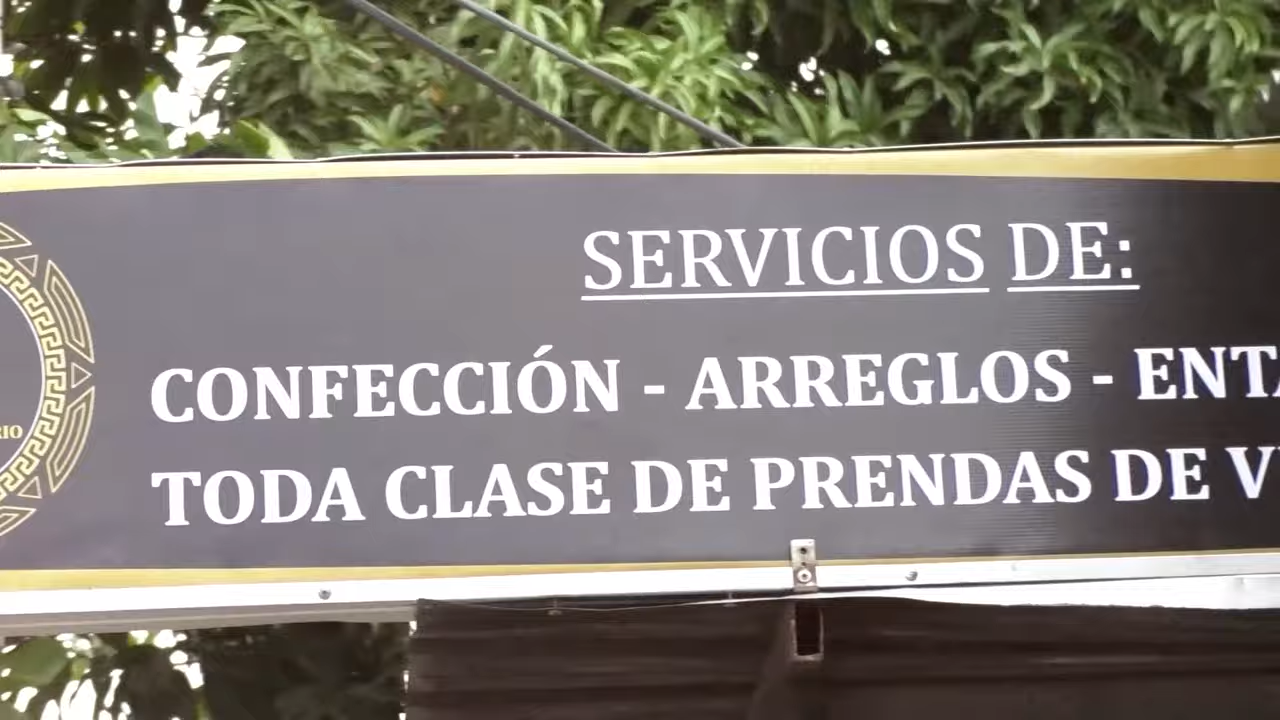 SERVICIOS DE:
CONFECCIÓN - ARREGLOS -
TODA CLASE DE PRENDAS DE